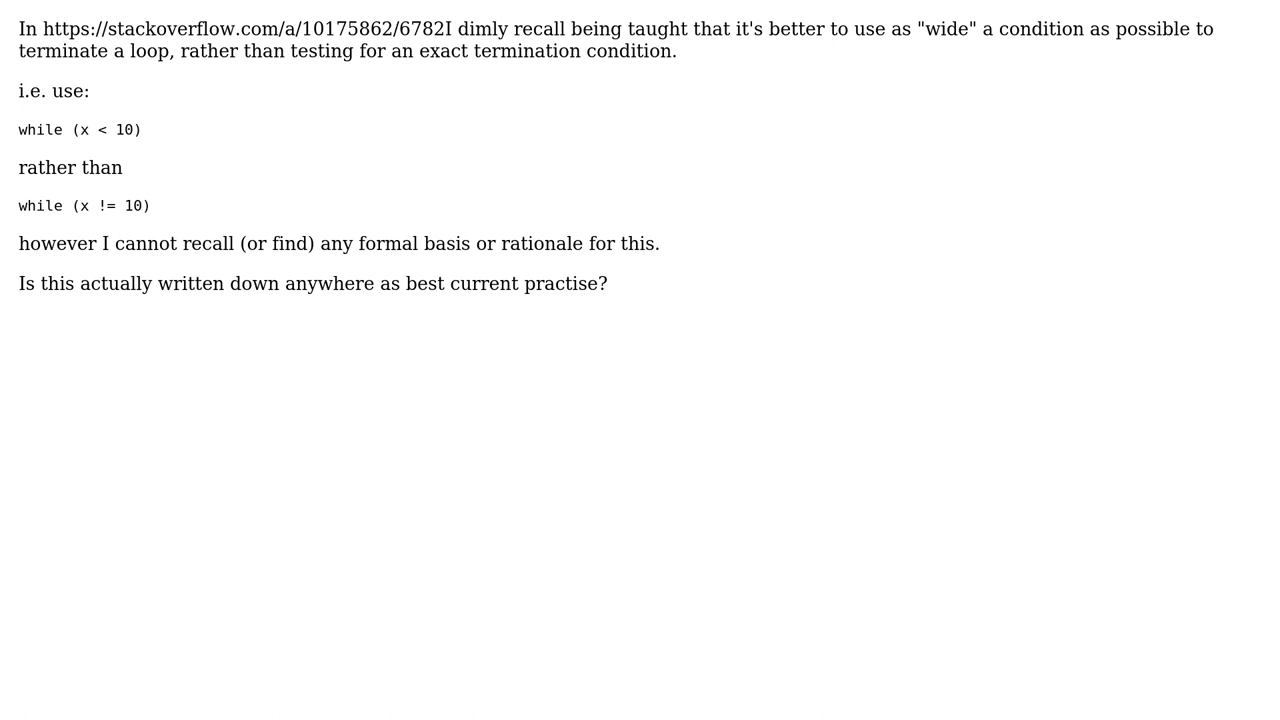 In https://stackoverflow.com/a/10175862/6782I dimly recall being taught that it's better to use as "wide" a condition as possible to
terminate a loop, rather than testing for an exact termination condition.
i.e. use:
while (x < 10)
rather than
while (x != 10)
however I cannot recall (or find) any formal basis or rationale for this.
Is this actually written down anywhere as best current practise?